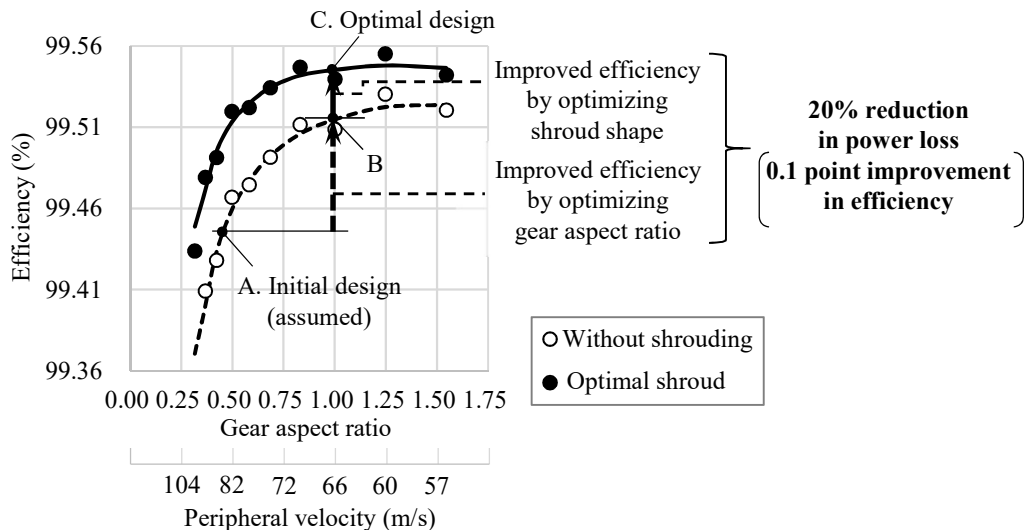 C. Optimal design
99.56
99.51
99.46
99.41
99.36
Efficiency (%)
B
A. Initial design
(assumed)
0.00 0.25 0.50 0.75 1.00 1.25 1.50 1.75
Gear aspect ratio
104 82 72 66 60 57
Peripheral velocity (m/s)
Improved efficiency
by optimizing
shroud shape
Improved efficiency
by optimizing
gear aspect ratio
20% reduction
in power loss
0.1 point improvement
in efficiency
Without shrouding
Optimal shroud